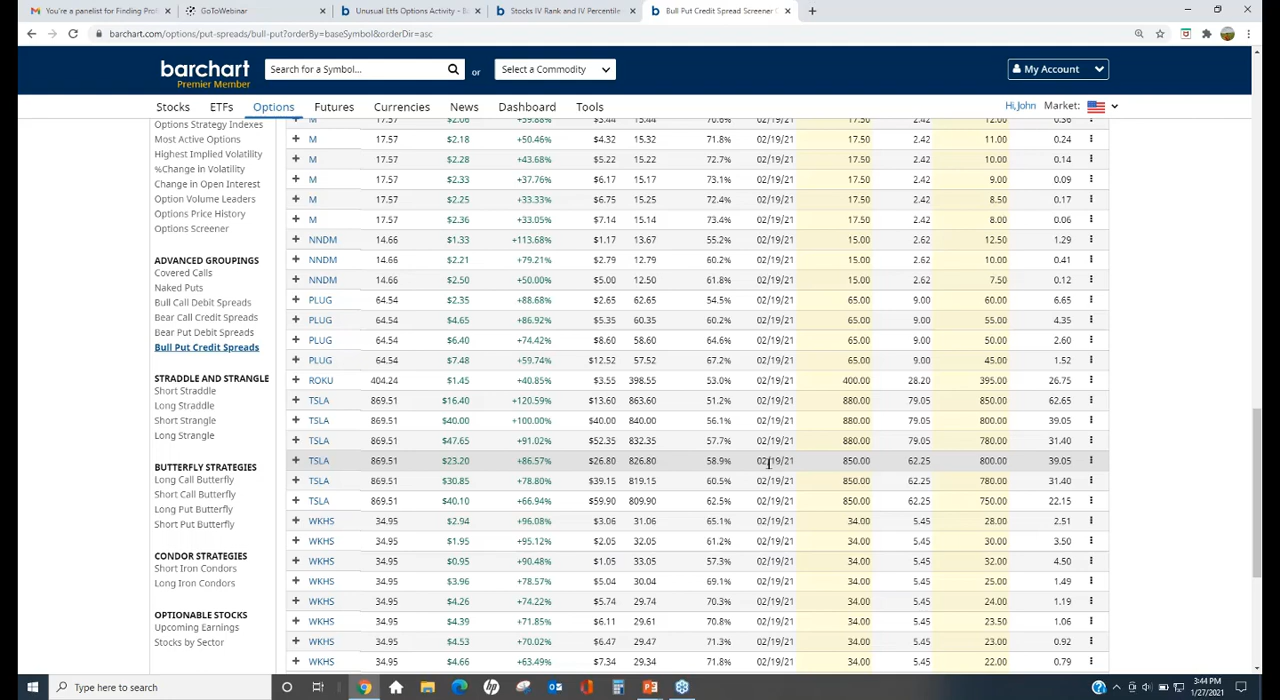 You're a panelist for Finding Pro
GoToWebinar
Unusual Etfs Options Activity - B
Stocks IV Rank and IV Percentile
Bull Put Credit Spread Screener
barchart.com/options/put-spreads/bull-put?orderBy=baseSymbol&orderDir=asc
barchart
Premier Member
Search for a Symbol...
or
Select a Commodity
My Account
Stocks ETFs Options Futures Currencies News Dashboard Tools
Hi, John Market:
Options Strategy Indexes
Most Active Options
Highest Implied Volatility
%Change in Volatility
Change in Open Interest
Option Volume Leaders
Options Price History
Options Screener
ADVANCED GROUPINGS
Covered Calls
Naked Puts
Bull Call Debit Spreads
Bear Call Credit Spreads
Bear Put Debit Spreads
Bull Put Credit Spreads
STRADDLE AND STRANGLE
Short Straddle
Long Straddle
Short Strangle
Long Strangle
BUTTERFLY STRATEGIES
Long Call Butterfly
Short Call Butterfly
Long Put Butterfly
Short Put Butterfly
CONDOR STRATEGIES
Short Iron Condors
Long Iron Condors
OPTIONABLE STOCKS
Upcoming Earnings
Stocks by Sector
M 17.57 $2.06 +59.88% $3.44 15.44 70.6% 02/19/21 17.50 2.42 12.00 0.36
+ M 17.57 $2.18 +50.46% $4.32 15.32 71.8% 02/19/21 17.50 2.42 11.00 0.24
+ M 17.57 $2.28 +43.68% $5.22 15.22 72.7% 02/19/21 17.50 2.42 10.00 0.14
+ M 17.57 $2.33 +37.76% $6.17 15.17 73.1% 02/19/21 17.50 2.42 9.00 0.09
+ M 17.57 $2.25 +33.33% $6.75 15.25 72.4% 02/19/21 17.50 2.42 8.50 0.17
+ M 17.57 $2.36 +33.05% $7.14 15.14 73.4% 02/19/21 17.50 2.42 8.00 0.06
+ NNDM 14.66 $1.33 +113.68% $1.17 13.67 55.2% 02/19/21 15.00 2.62 12.50 1.29
+ NNDM 14.66 $2.21 +79.21% $2.79 12.79 60.2% 02/19/21 15.00 2.62 10.00 0.41
+ NNDM 14.66 $2.50 +50.00% $5.00 12.50 61.8% 02/19/21 15.00 2.62 7.50 0.12
+ PLUG 64.54 $2.35 +88.68% $2.65 62.65 54.5% 02/19/21 65.00 9.00 60.00 6.65
+ PLUG 64.54 $4.65 +86.92% $5.35 60.35 60.2% 02/19/21 65.00 9.00 55.00 4.35
+ PLUG 64.54 $6.40 +74.42% $8.60 58.60 64.6% 02/19/21 65.00 9.00 50.00 2.60
+ PLUG 64.54 $7.48 +59.74% $12.52 57.52 67.2% 02/19/21 65.00 9.00 45.00 1.52
+ ROKU 404.24 $1.45 +40.85% $3.55 398.55 53.0% 02/19/21 400.00 28.20 395.00 26.75
+ TSLA 869.51 $16.40 +120.59% $13.60 863.60 51.2% 02/19/21 880.00 79.05 850.00 62.65
+ TSLA 869.51 $40.00 +100.00% $40.00 840.00 56.1% 02/19/21 880.00 79.05 800.00 39.05
+ TSLA 869.51 $47.65 +91.02% $52.35 832.35 57.7% 02/19/21 880.00 79.05 780.00 31.40
+ TSLA 869.51 $23.20 +86.57% $26.80 826.80 58.9% 02/19/21 850.00 62.25 800.00 39.05
+ TSLA 869.51 $30.85 +78.80% $39.15 819.15 60.5% 02/19/21 850.00 62.25 780.00 31.40
+ TSLA 869.51 $40.10 +66.94% $59.90 809.90 62.5% 02/19/21 850.00 62.25 750.00 22.15
+ WKHS 34.95 $2.94 +96.08% $3.06 31.06 65.1% 02/19/21 34.00 5.45 28.00 2.51
+ WKHS 34.95 $1.95 +95.12% $2.05 32.05 61.2% 02/19/21 34.00 5.45 30.00 3.50
+ WKHS 34.95 $0.95 +90.48% $1.05 33.05 57.3% 02/19/21 34.00 5.45 32.00 4.50
+ WKHS 34.95 $3.96 +78.57% $5.04 30.04 69.1% 02/19/21 34.00 5.45 25.00 1.49
+ WKHS 34.95 $4.26 +74.22% $5.74 29.74 70.3% 02/19/21 34.00 5.45 24.00 1.19
+ WKHS 34.95 $4.39 +71.85% $6.11 29.61 70.8% 02/19/21 34.00 5.45 23.50 1.06
+ WKHS 34.95 $4.53 +70.02% $6.47 29.47 71.3% 02/19/21 34.00 5.45 23.00 0.92
+ WKHS 34.95 $4.66 +63.49% $7.34 29.34 71.8% 02/19/21 34.00 5.45 22.00 0.79
Type here to search
3:44 PM
1/27/2021